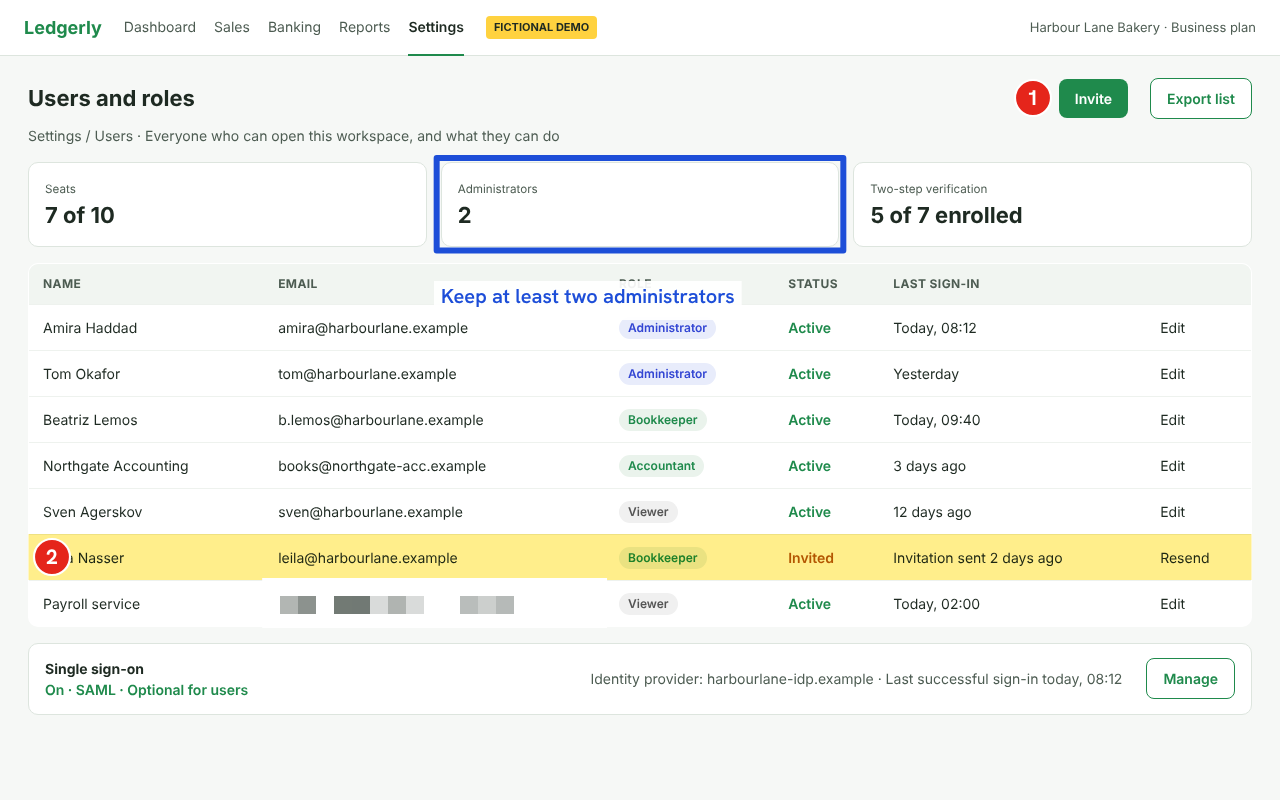 Ledgerly Dashboard Sales Banking Reports Settings FICTIONAL DEMO Harbour Lane Bakery · Business plan
Users and roles 1 Invite Export list
Settings / Users · Everyone who can open this workspace, and what they can do
Seats Administrators Two-step verification
7 of 10 2 5 of 7 enrolled
NAME EMAIL STATUS LAST SIGN-IN
Keep at least two administrators
Amira Haddad amira@harbourlane.example Administrator Active Today, 08:12 Edit
Tom Okafor tom@harbourlane.example Administrator Active Yesterday Edit
Beatriz Lemos b.lemos@harbourlane.example Bookkeeper Active Today, 09:40 Edit
Northgate Accounting books@northgate-acc.example Accountant Active 3 days ago Edit
Sven Agerskov sven@harbourlane.example Viewer Active 12 days ago Edit
2 Nasser leila@harbourlane.example Bookkeeper Invited Invitation sent 2 days ago Resend
Payroll service Viewer Active Today, 02:00 Edit
Single sign-on
On · SAML · Optional for users Identity provider: harbourlane-idp.example · Last successful sign-in today, 08:12 Manage